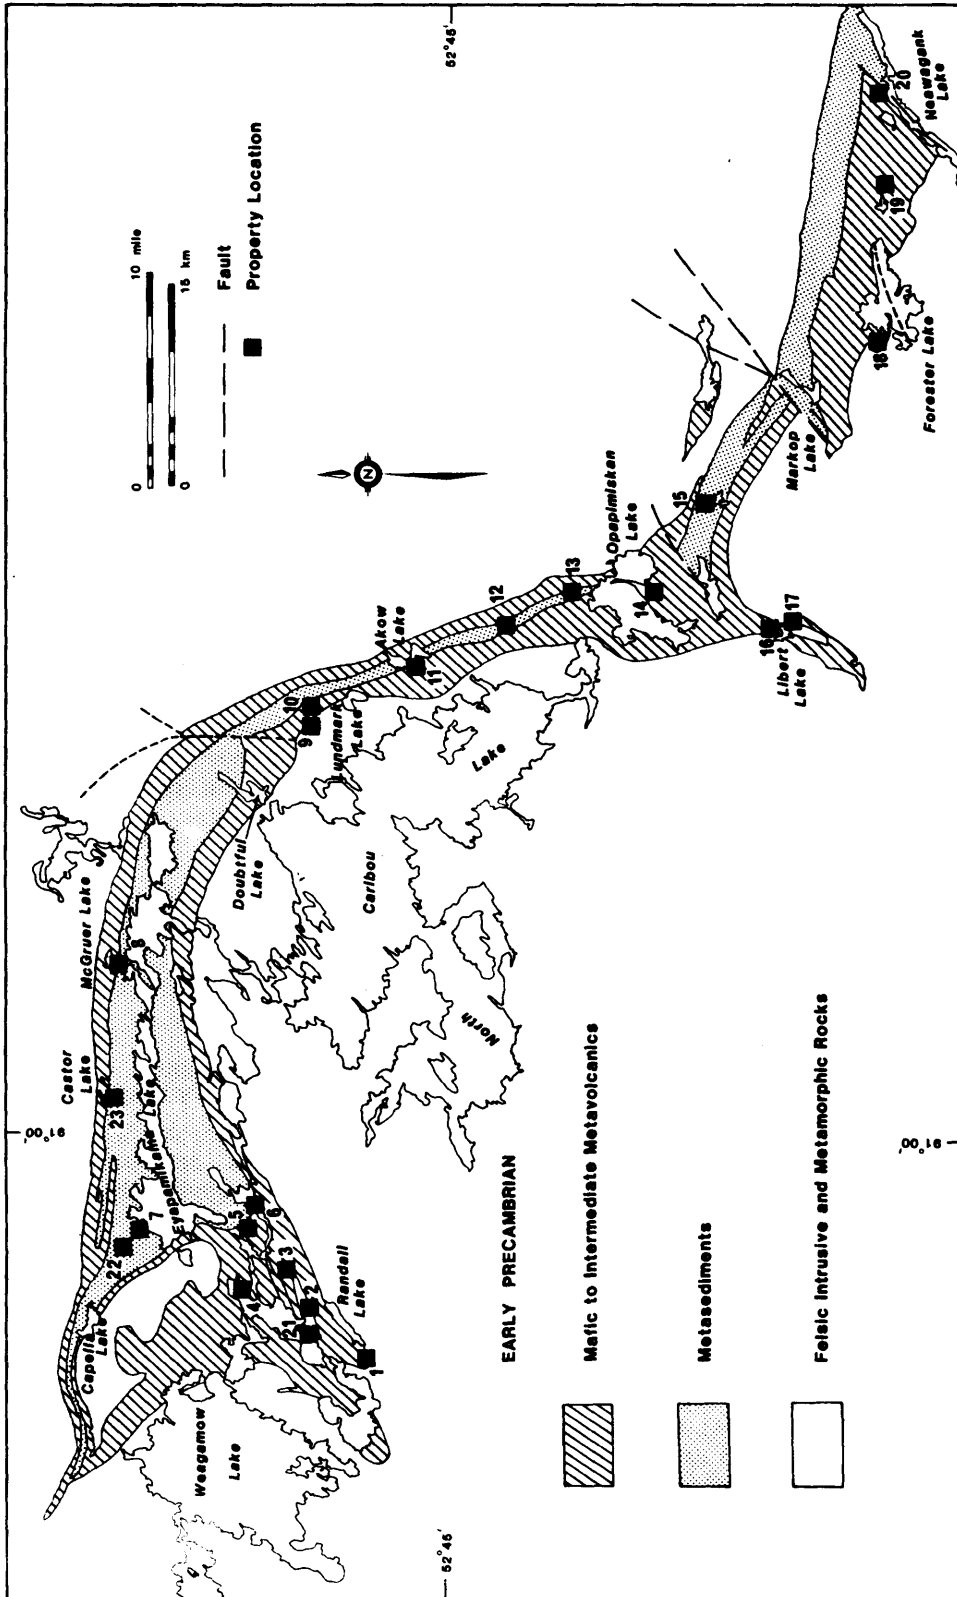 52°45'
0 10 mile
0 15 km
Fault
Property Location
N
91°00'
91°00'
52°45'
Weagamow
Lake
Capella
Lake
Eyapamikama Lake
Castor
Lake
McGruer Lake
Randall
Lake
Doubtful
Lake
North
Caribou
Lake
Lundmark
Lake
Akow
Lake
Opapimiskan
Lake
Libert
Lake
Markop
Lake
Forester Lake
Neawagank
Lake
1
2
3
4
5
6
7
8
9
10
11
12
13
14
15
16
17
18
19
20
21
22
23
EARLY PRECAMBRIAN
Mafic to Intermediate Metavolcanics
Metasediments
Felsic Intrusive and Metamorphic Rocks